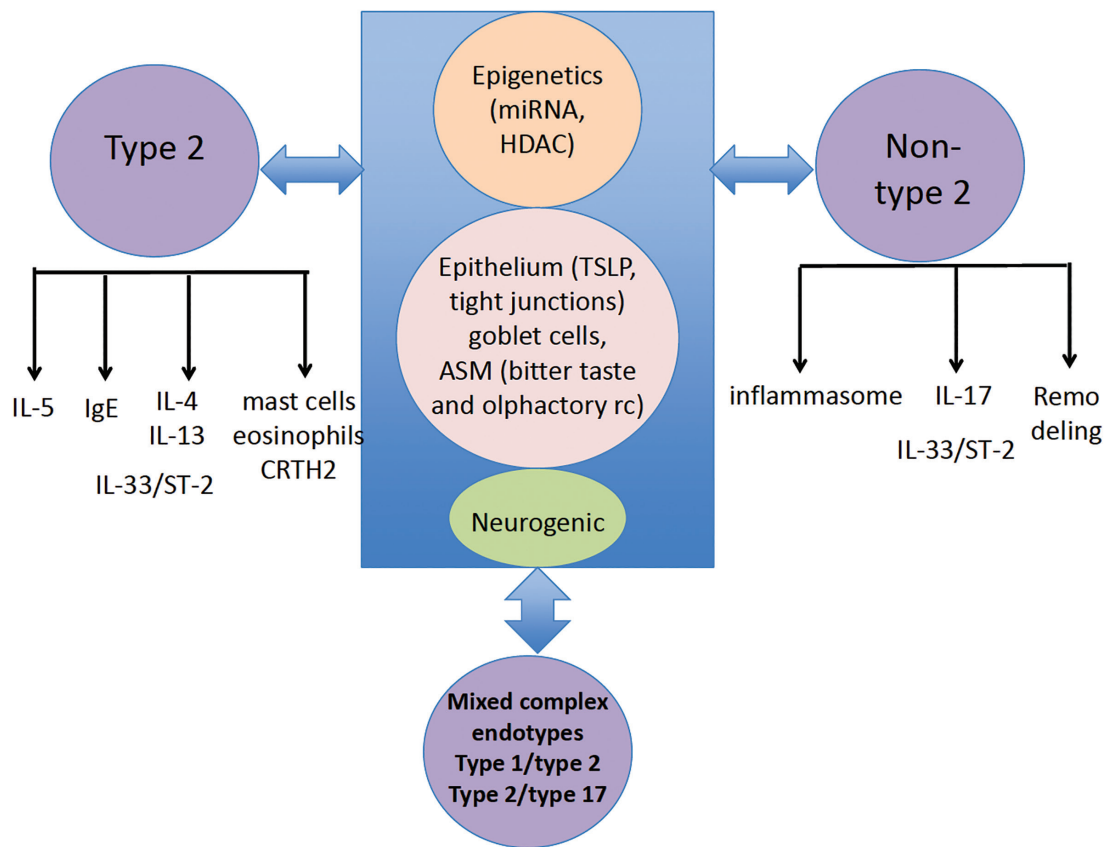 Type 2
IL-5
IgE
IL-4
IL-13
IL-33/ST-2
mast cells
eosinophils
CRTH2
Epigenetics
(miRNA,
HDAC)
Epithelium (TSLP,
tight junctions)
goblet cells,
ASM (bitter taste
and olphactory rc)
Neurogenic
Non-
type 2
inflammasome
IL-17
IL-33/ST-2
Remo
deling
Mixed complex
endotypes
Type 1/type 2
Type 2/type 17